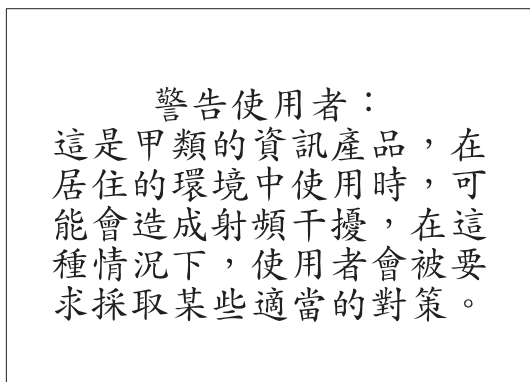 警告使用者：
這是甲類的資訊產品，在
居住的環境中使用時，可
能會造成射頻干擾，在這
種情況下，使用者會被要
求採取某些適當的對策。